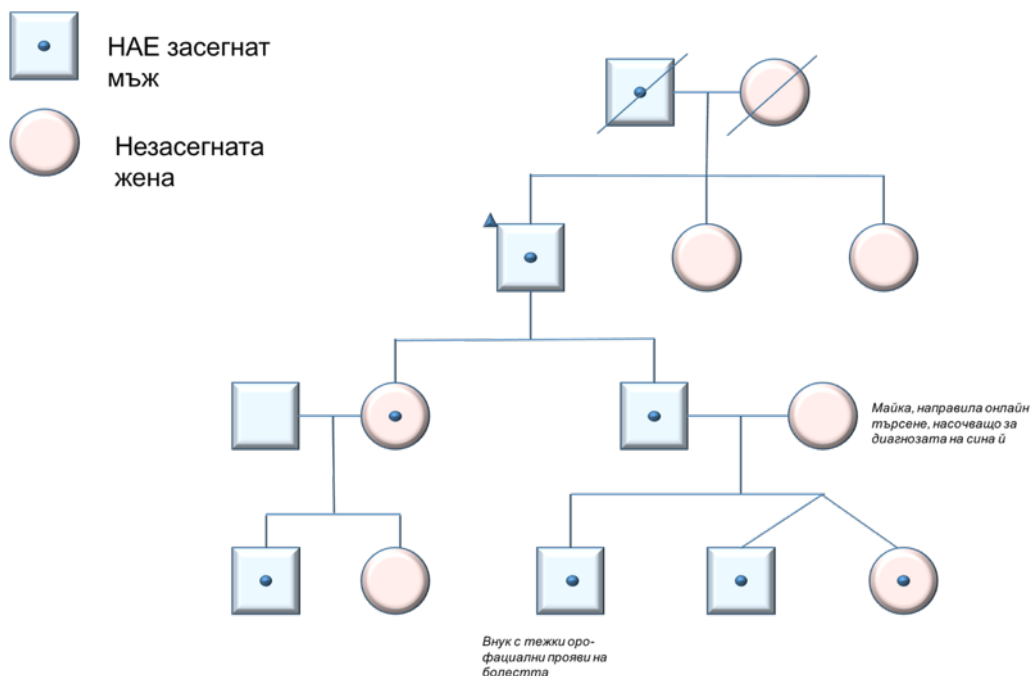 НАЕ засегнат
мъж
Незасегната
жена
Майка, направила онлайн
търсене, насочващо за
диагнозата на сина ѝ
Внук с тежки оро-
фациални прояви на
болестта